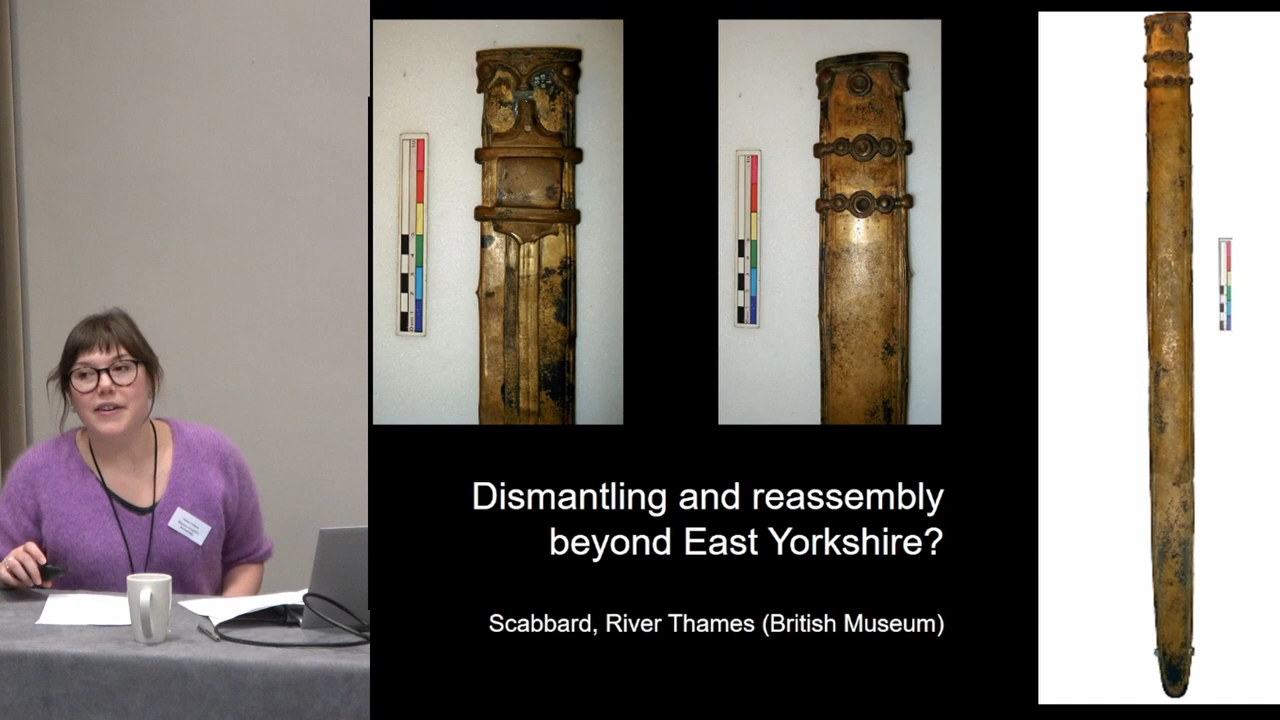 Dismantling and reassembly
beyond East Yorkshire?
Scabbard, River Thames (British Museum)